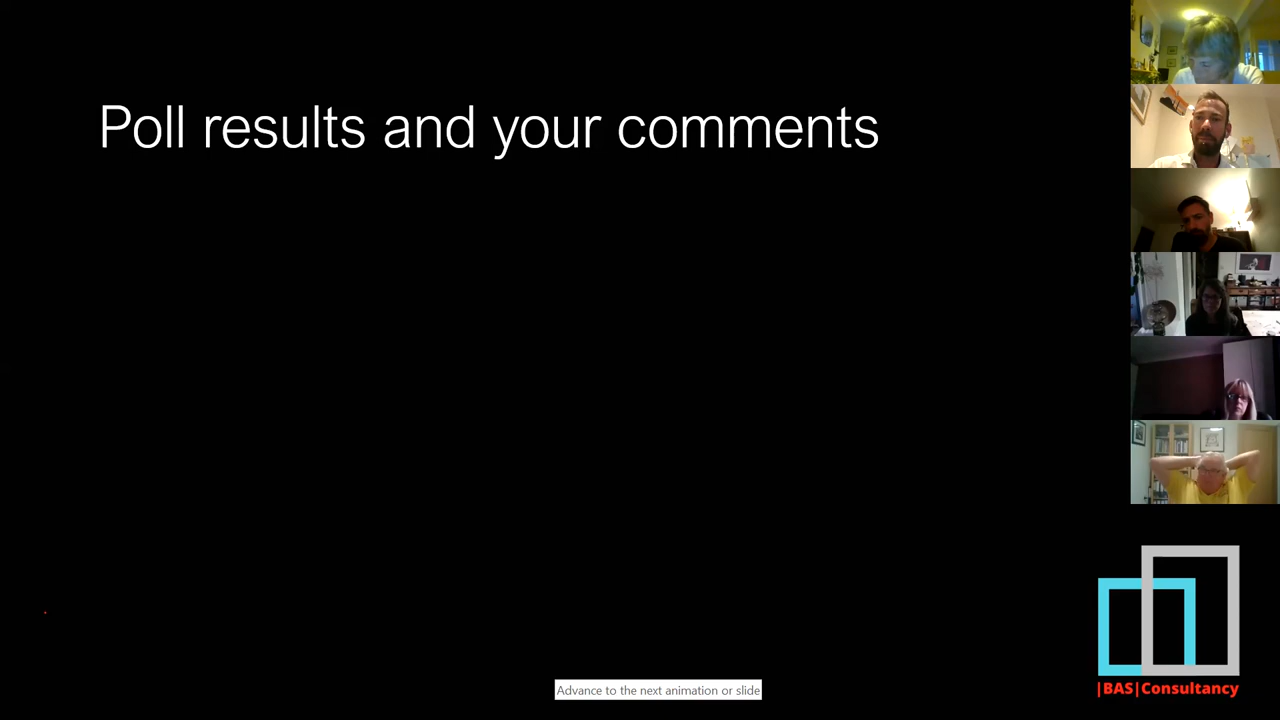 Poll results and your comments
Advance to the next animation or slide
|BAS|Consultancy